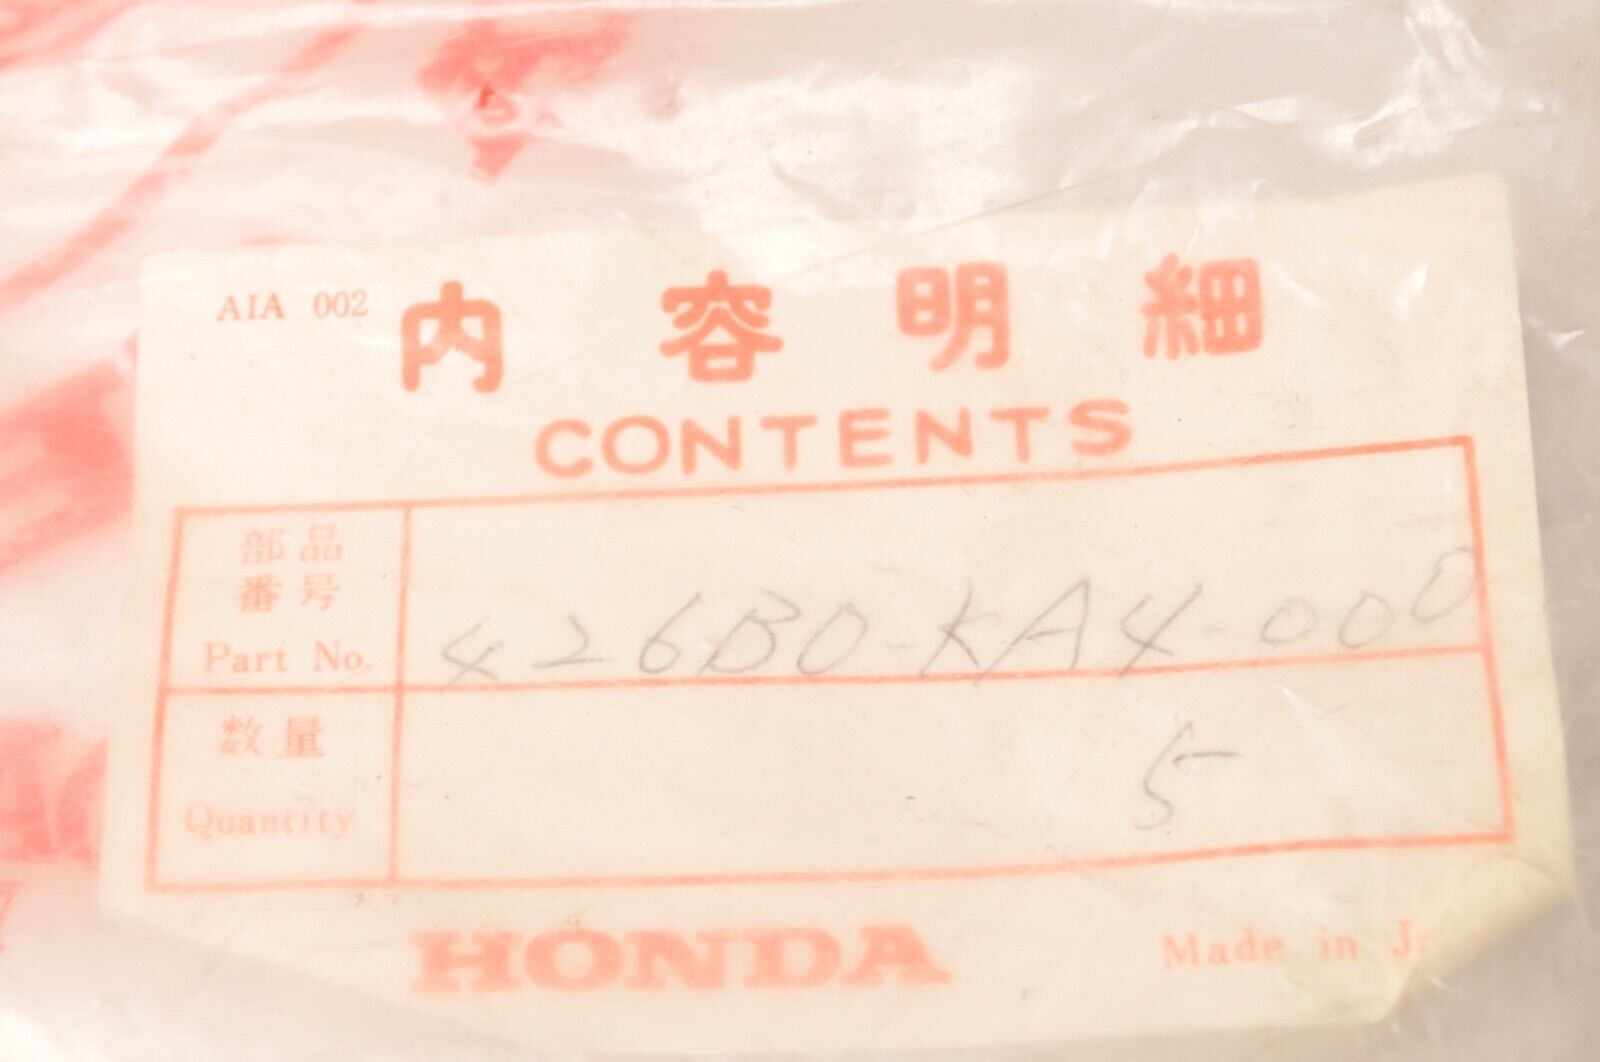 AIA 002
内容明細
CONTENTS
部品
番号
Part No.
426B0-KA4-000
数量
Quantity
5
HONDA
Made in